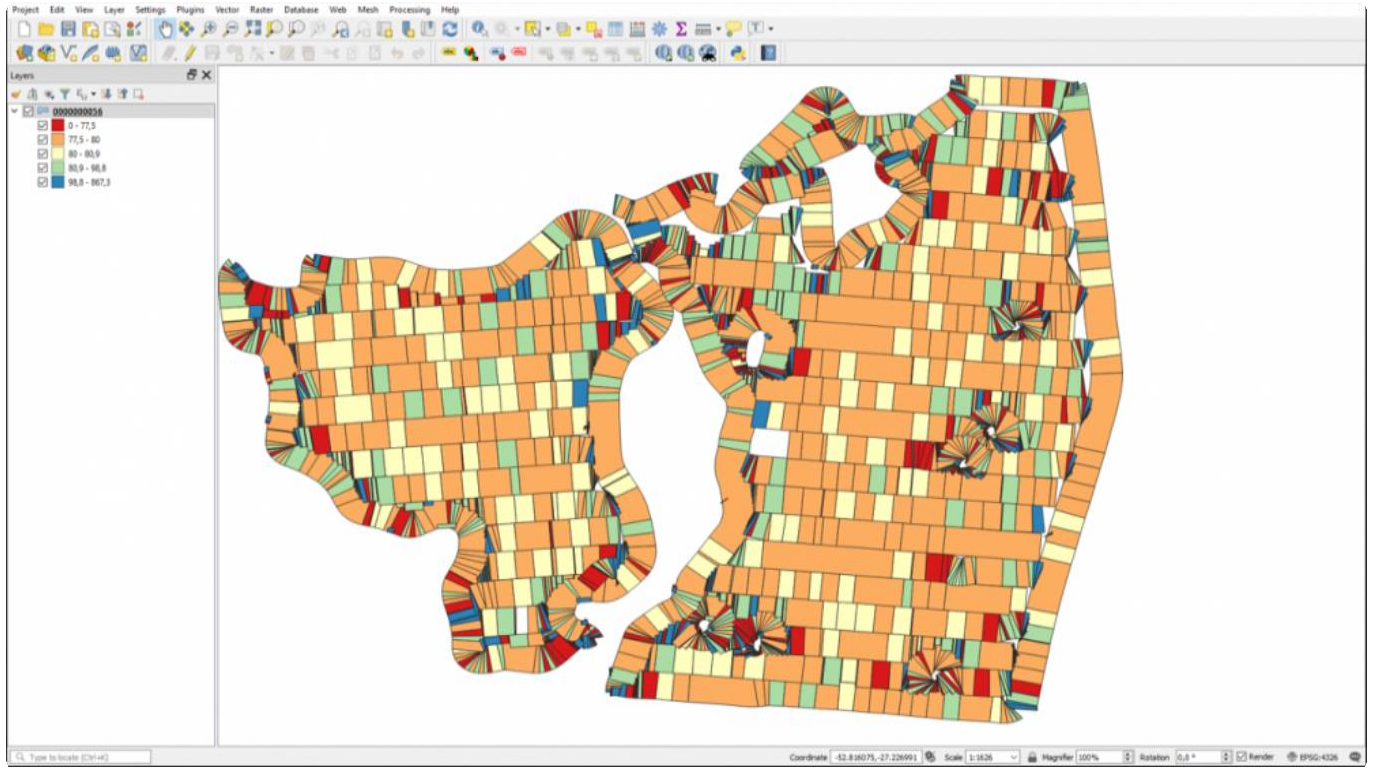 Project Edit View Layer Settings Plugins Vector Raster Database Web Mesh Processing Help
Layers
0000000056
0 - 77,5
77,5 - 80
80 - 80,9
80,9 - 98,8
98,8 - 867,3
Type to locate (Ctrl+K) Coordinate -52.816075,-27.226991 Scale 1:1626 Magnifier 100% Rotation 0,0 ° Render EPSG:4326